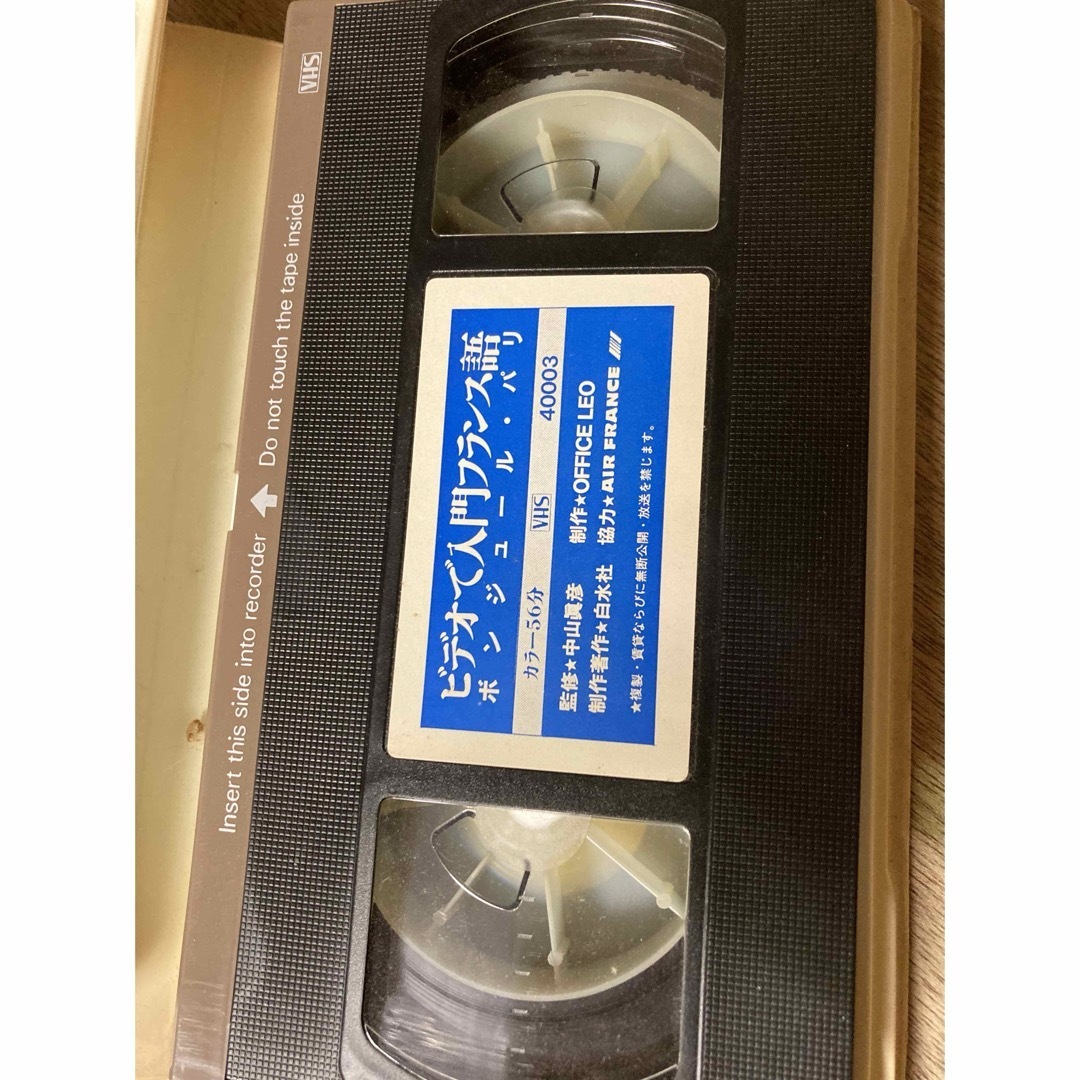 VHS
Insert this side into recorder Do not touch the tape inside
ビデオで入門フランス語
ボンジュール・パリ
カラー56分 VHS 40003
監修★中山眞彦 制作★OFFICE LEO
制作著作★白水社 協力★AIR FRANCE
★複製・賃貸ならびに無断公開・放送を禁じます。